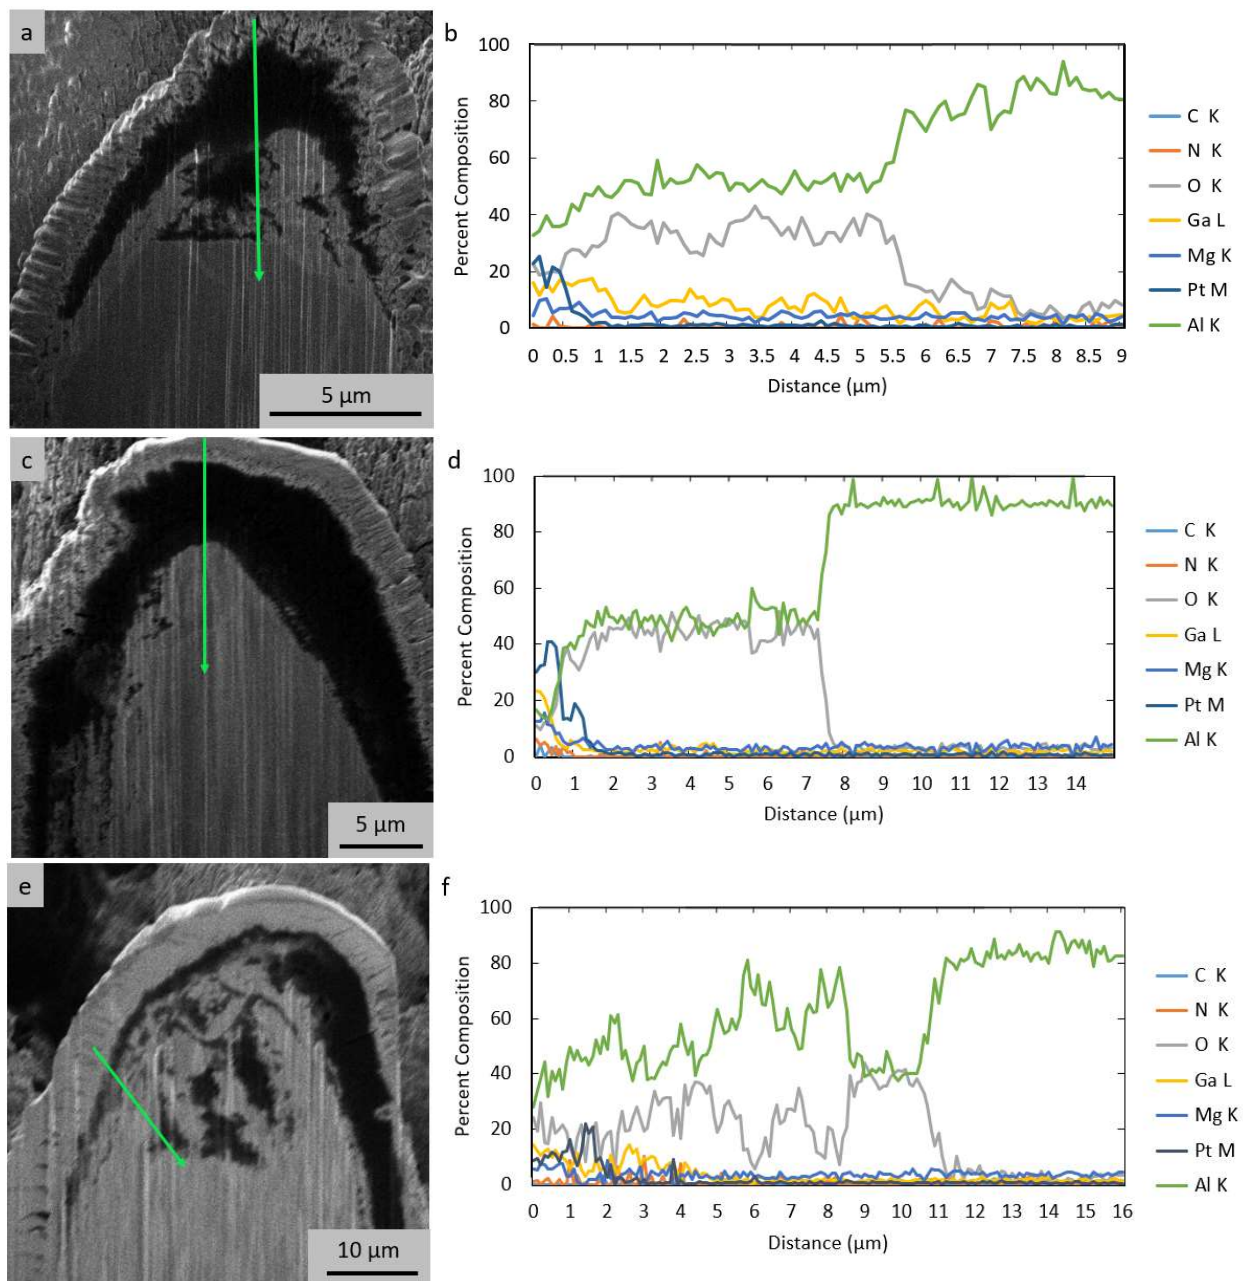 a
5 µm
b
100
80
60
40
20
0
Percent Composition
0 0.5 1 1.5 2 2.5 3 3.5 4 4.5 5 5.5 6 6.5 7 7.5 8 8.5 9
Distance (µm)
C K
N K
O K
Ga L
Mg K
Pt M
Al K
c
5 µm
d
100
80
60
40
20
0
Percent Composition
0 1 2 3 4 5 6 7 8 9 10 11 12 13 14
Distance (µm)
C K
N K
O K
Ga L
Mg K
Pt M
Al K
e
10 µm
f
100
80
60
40
20
0
Percent Composition
0 1 2 3 4 5 6 7 8 9 10 11 12 13 14 15 16
Distance (µm)
C K
N K
O K
Ga L
Mg K
Pt M
Al K